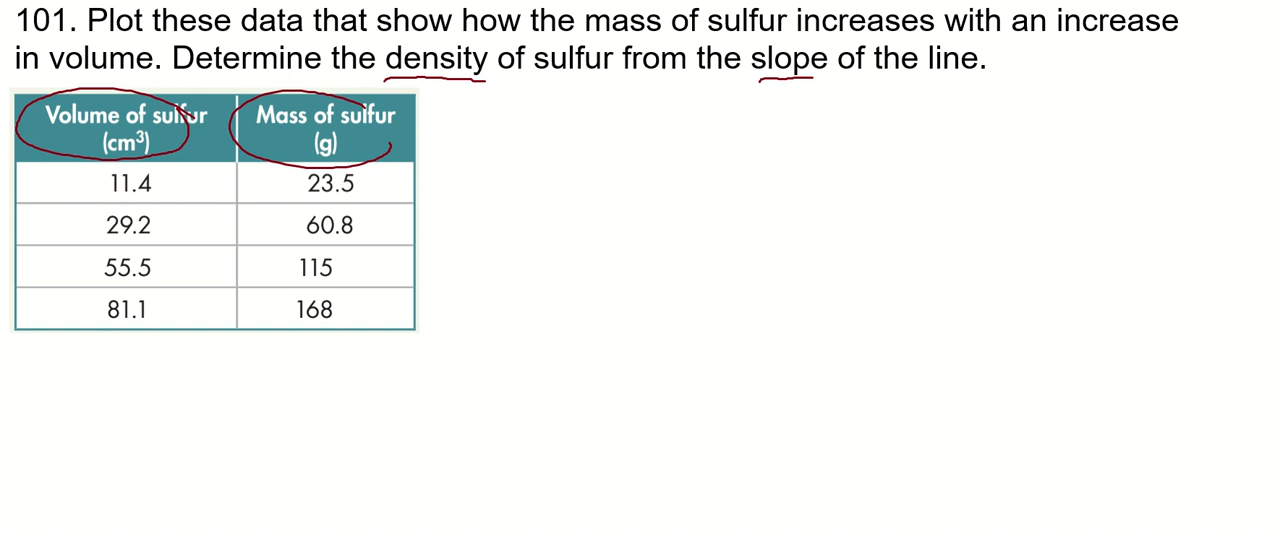 101. Plot these data that show how the mass of sulfur increases with an increase
in volume. Determine the density of sulfur from the slope of the line.
Volume of sulfur Mass of sulfur
(cm³) (g)
11.4 23.5
29.2 60.8
55.5 115
81.1 168